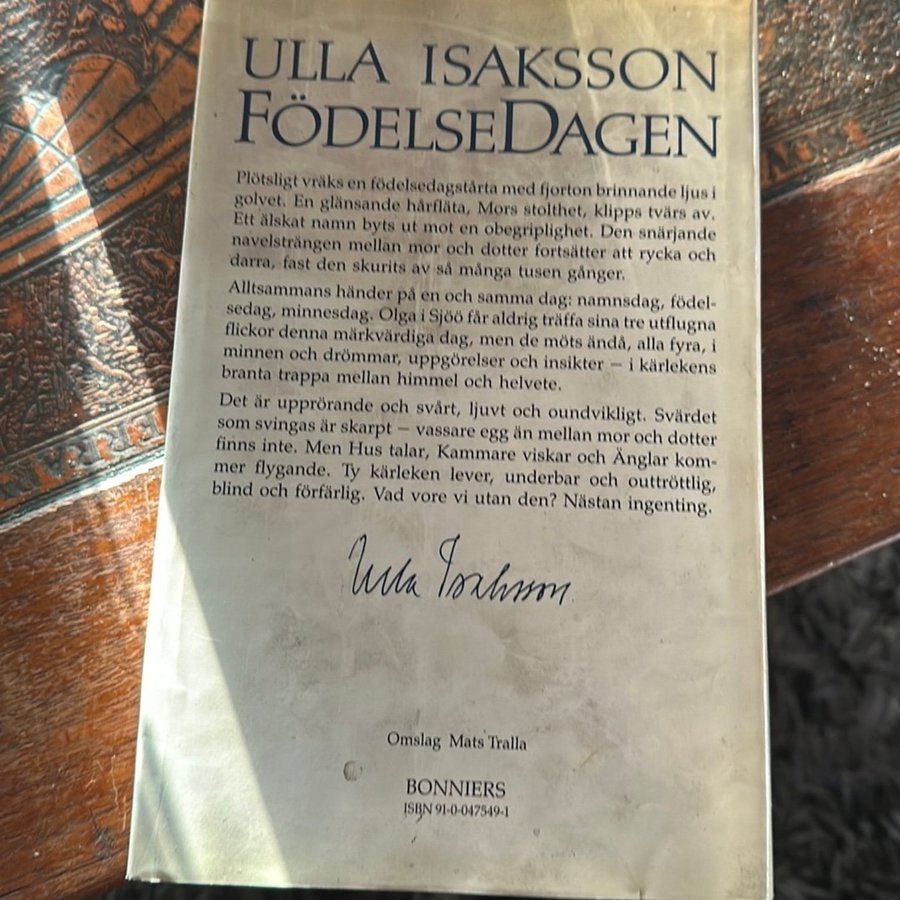 ULLA ISAKSSON
FÖDELSEDAGEN
Plötsligt vräks en födelsedagstårta med fjorton brinnande ljus i
golvet. En glänsande hårfläta, Mors stolthet, klipps tvärs av.
Ett älskat namn byts ut mot en obegriplighet. Den snärjande
navelsträngen mellan mor och dotter fortsätter att rycka och
darra, fast den skurits av så många tusen gånger.
Alltsammans händer på en och samma dag: namnsdag, födel-
sedag, minnesdag. Olga i Sjöö får aldrig träffa sina tre utflugna
flickor denna märkvärdiga dag, men de möts ändå, alla fyra, i
minnen och drömmar, uppgörelser och insikter – i kärlekens
branta trappa mellan himmel och helvete.
Det är upprörande och svårt, ljuvt och oundvikligt. Svärdet
som svingas är skarpt – vassare egg än mellan mor och dotter
finns inte. Men Hus talar, Kammare viskar och Änglar kom-
mer flygande. Ty kärleken lever, underbar och outtröttlig,
blind och förfärlig. Vad vore vi utan den? Nästan ingenting.
Ulla Isaksson
Omslag Mats Tralla
BONNIERS
ISBN 91-0-047549-1